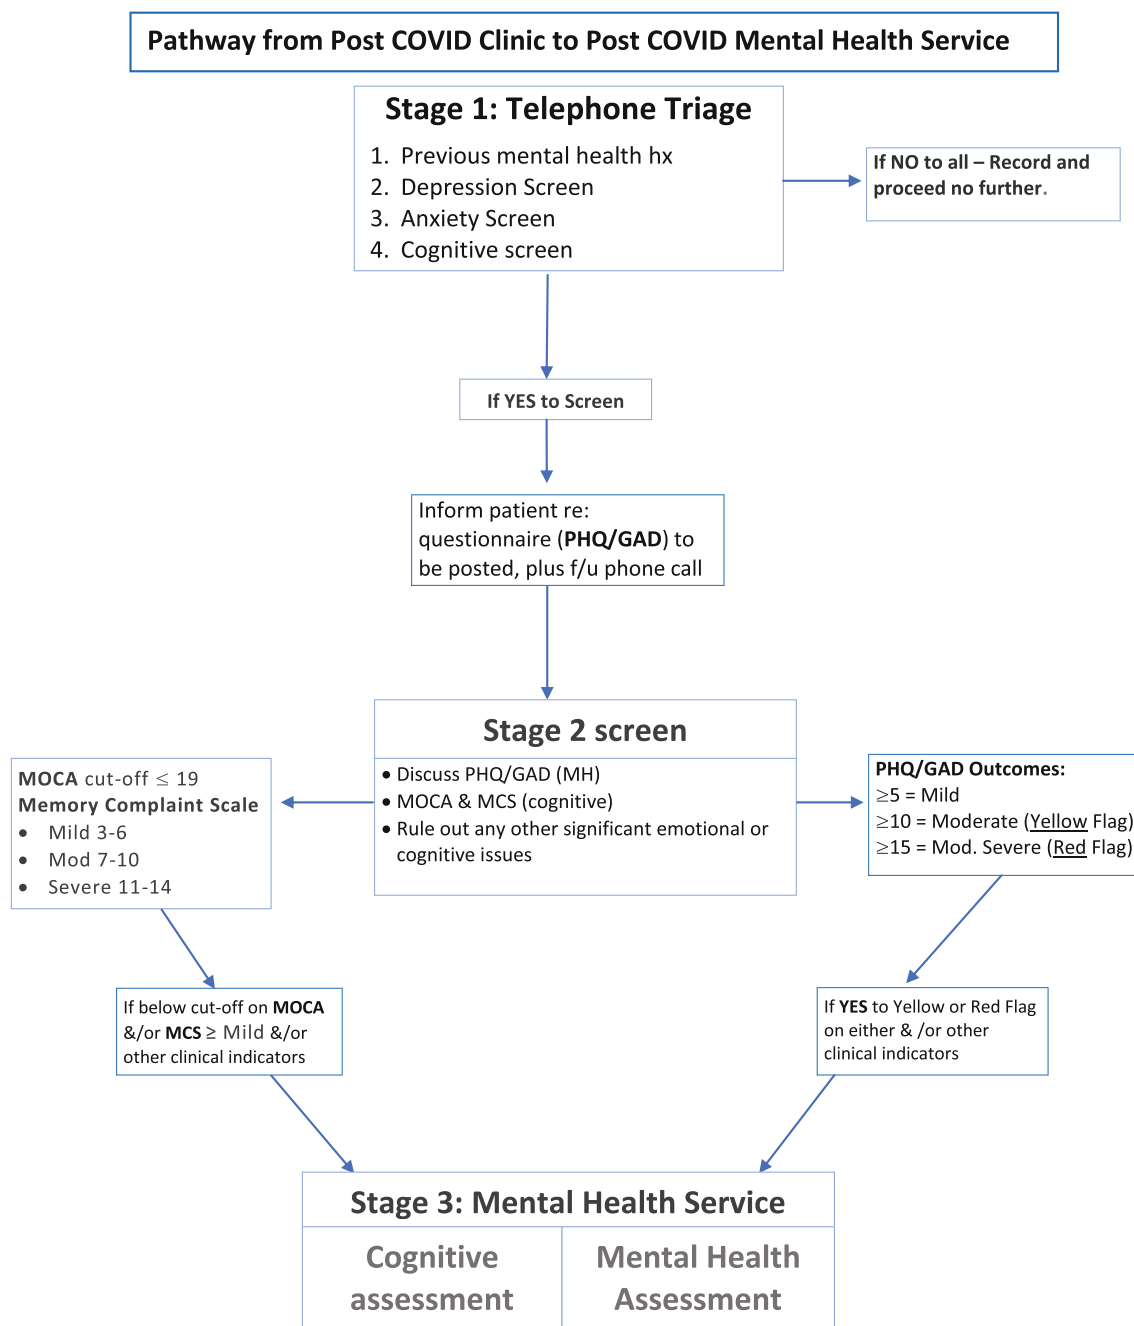 Pathway from Post COVID Clinic to Post COVID Mental Health Service
Stage 1: Telephone Triage
1. Previous mental health hx
2. Depression Screen
3. Anxiety Screen
4. Cognitive screen
If NO to all – Record and
proceed no further.
If YES to Screen
Inform patient re:
questionnaire (PHQ/GAD) to
be posted, plus f/u phone call
Stage 2 screen
• Discuss PHQ/GAD (MH)
• MOCA & MCS (cognitive)
• Rule out any other significant emotional or
cognitive issues
MOCA cut-off ≤ 19
Memory Complaint Scale
• Mild 3-6
• Mod 7-10
• Severe 11-14
PHQ/GAD Outcomes:
≥5 = Mild
≥10 = Moderate (Yellow Flag)
≥15 = Mod. Severe (Red Flag)
If below cut-off on MOCA
&/or MCS ≥ Mild &/or
other clinical indicators
If YES to Yellow or Red Flag
on either & /or other
clinical indicators
Stage 3: Mental Health Service
Cognitive
assessment
Mental Health
Assessment